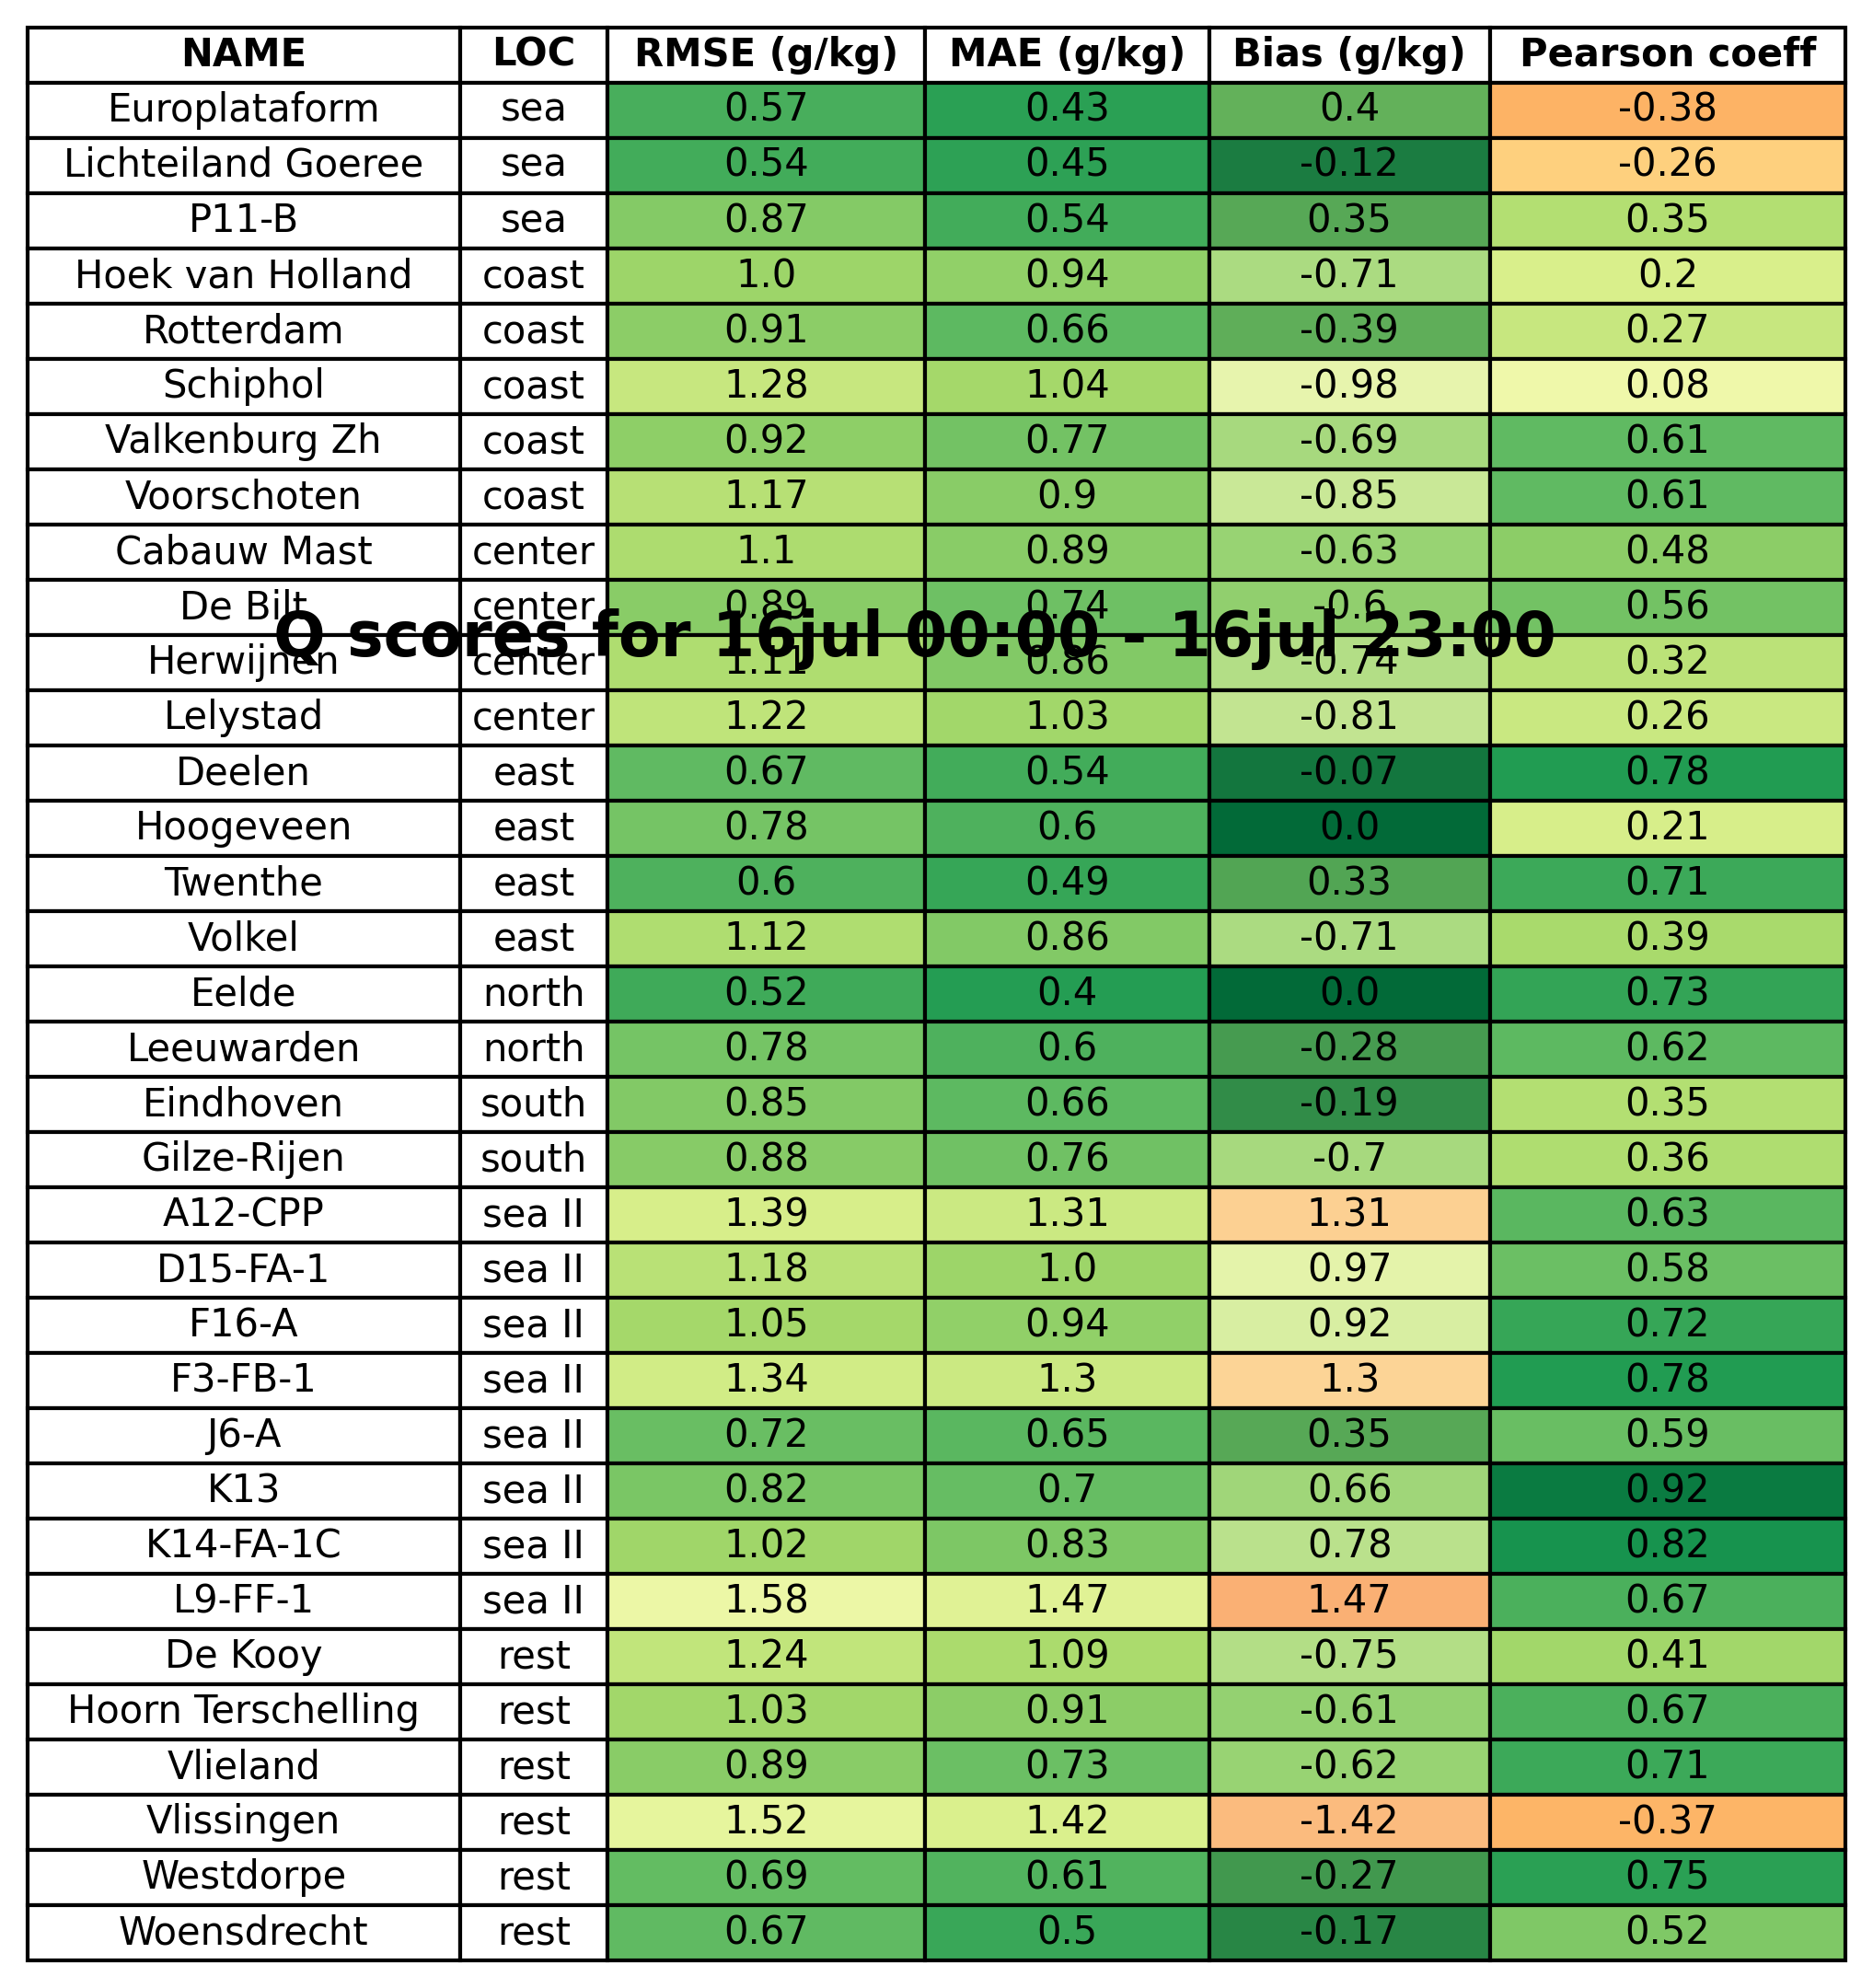 NAME LOC RMSE (g/kg) MAE (g/kg) Bias (g/kg) Pearson coeff
Europlataform sea 0.57 0.43 0.4 -0.38
Lichteiland Goeree sea 0.54 0.45 -0.12 -0.26
P11-B sea 0.87 0.54 0.35 0.35
Hoek van Holland coast 1.0 0.94 -0.71 0.2
Rotterdam coast 0.91 0.66 -0.39 0.27
Schiphol coast 1.28 1.04 -0.98 0.08
Valkenburg Zh coast 0.92 0.77 -0.69 0.61
Voorschoten coast 1.17 0.9 -0.85 0.61
Cabauw Mast center 1.1 0.89 -0.63 0.48
De Bilt center 0.89 0.74 -0.6 0.56
Q scores for 16jul 00:00 - 16jul 23:00
Herwijnen center 1.11 0.86 -0.74 0.32
Lelystad center 1.22 1.03 -0.81 0.26
Deelen east 0.67 0.54 -0.07 0.78
Hoogeveen east 0.78 0.6 0.0 0.21
Twenthe east 0.6 0.49 0.33 0.71
Volkel east 1.12 0.86 -0.71 0.39
Eelde north 0.52 0.4 0.0 0.73
Leeuwarden north 0.78 0.6 -0.28 0.62
Eindhoven south 0.85 0.66 -0.19 0.35
Gilze-Rijen south 0.88 0.76 -0.7 0.36
A12-CPP sea II 1.39 1.31 1.31 0.63
D15-FA-1 sea II 1.18 1.0 0.97 0.58
F16-A sea II 1.05 0.94 0.92 0.72
F3-FB-1 sea II 1.34 1.3 1.3 0.78
J6-A sea II 0.72 0.65 0.35 0.59
K13 sea II 0.82 0.7 0.66 0.92
K14-FA-1C sea II 1.02 0.83 0.78 0.82
L9-FF-1 sea II 1.58 1.47 1.47 0.67
De Kooy rest 1.24 1.09 -0.75 0.41
Hoorn Terschelling rest 1.03 0.91 -0.61 0.67
Vlieland rest 0.89 0.73 -0.62 0.71
Vlissingen rest 1.52 1.42 -1.42 -0.37
Westdorpe rest 0.69 0.61 -0.27 0.75
Woensdrecht rest 0.67 0.5 -0.17 0.52